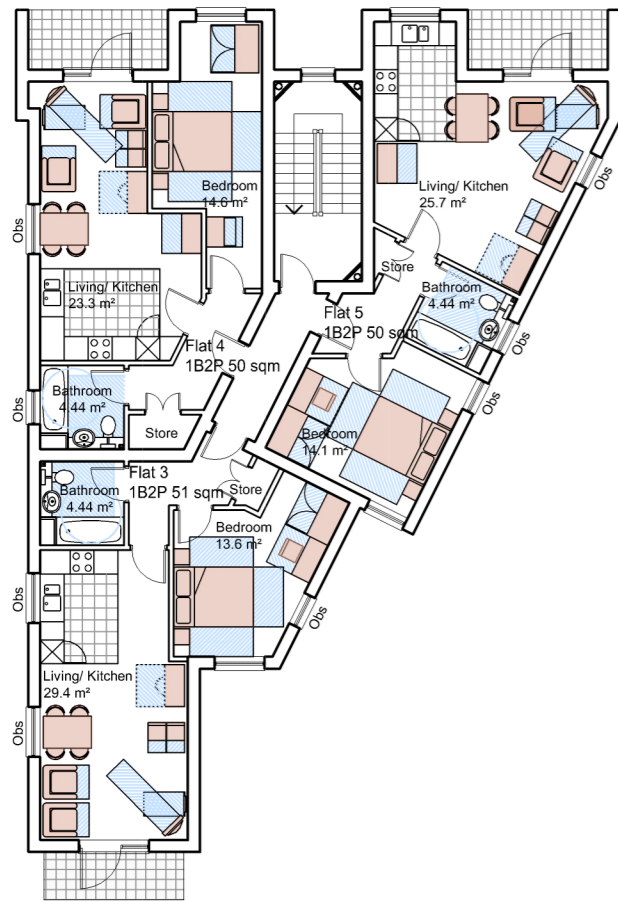 Bedroom
14.6 m²
Obs
Living/ Kitchen
25.7 m²
Obs
Store
Living/ Kitchen
23.3 m²
Bathroom
4.44 m²
Flat 5
1B2P 50 sqm
Obs
Flat 4
1B2P 50 sqm
Obs
Bathroom
4.44 m²
Obs
Store
Bedroom
14.1 m²
Flat 3
1B2P 51 sqm
Bathroom
4.44 m²
Store
Bedroom
13.6 m²
Obs
Obs
Living/ Kitchen
29.4 m²
Obs